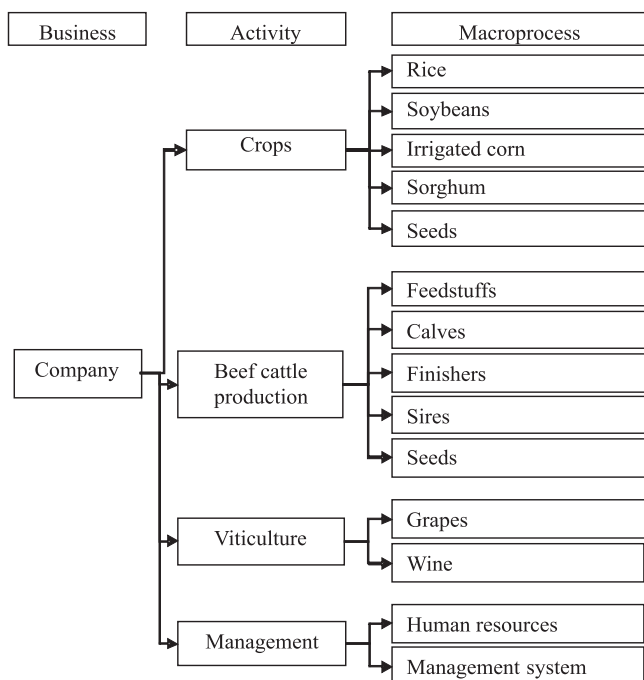 Business
Activity
Macroprocess
Company
Crops
Rice
Soybeans
Irrigated corn
Sorghum
Seeds
Beef cattle
production
Feedstuffs
Calves
Finishers
Sires
Seeds
Viticulture
Grapes
Wine
Management
Human resources
Management system